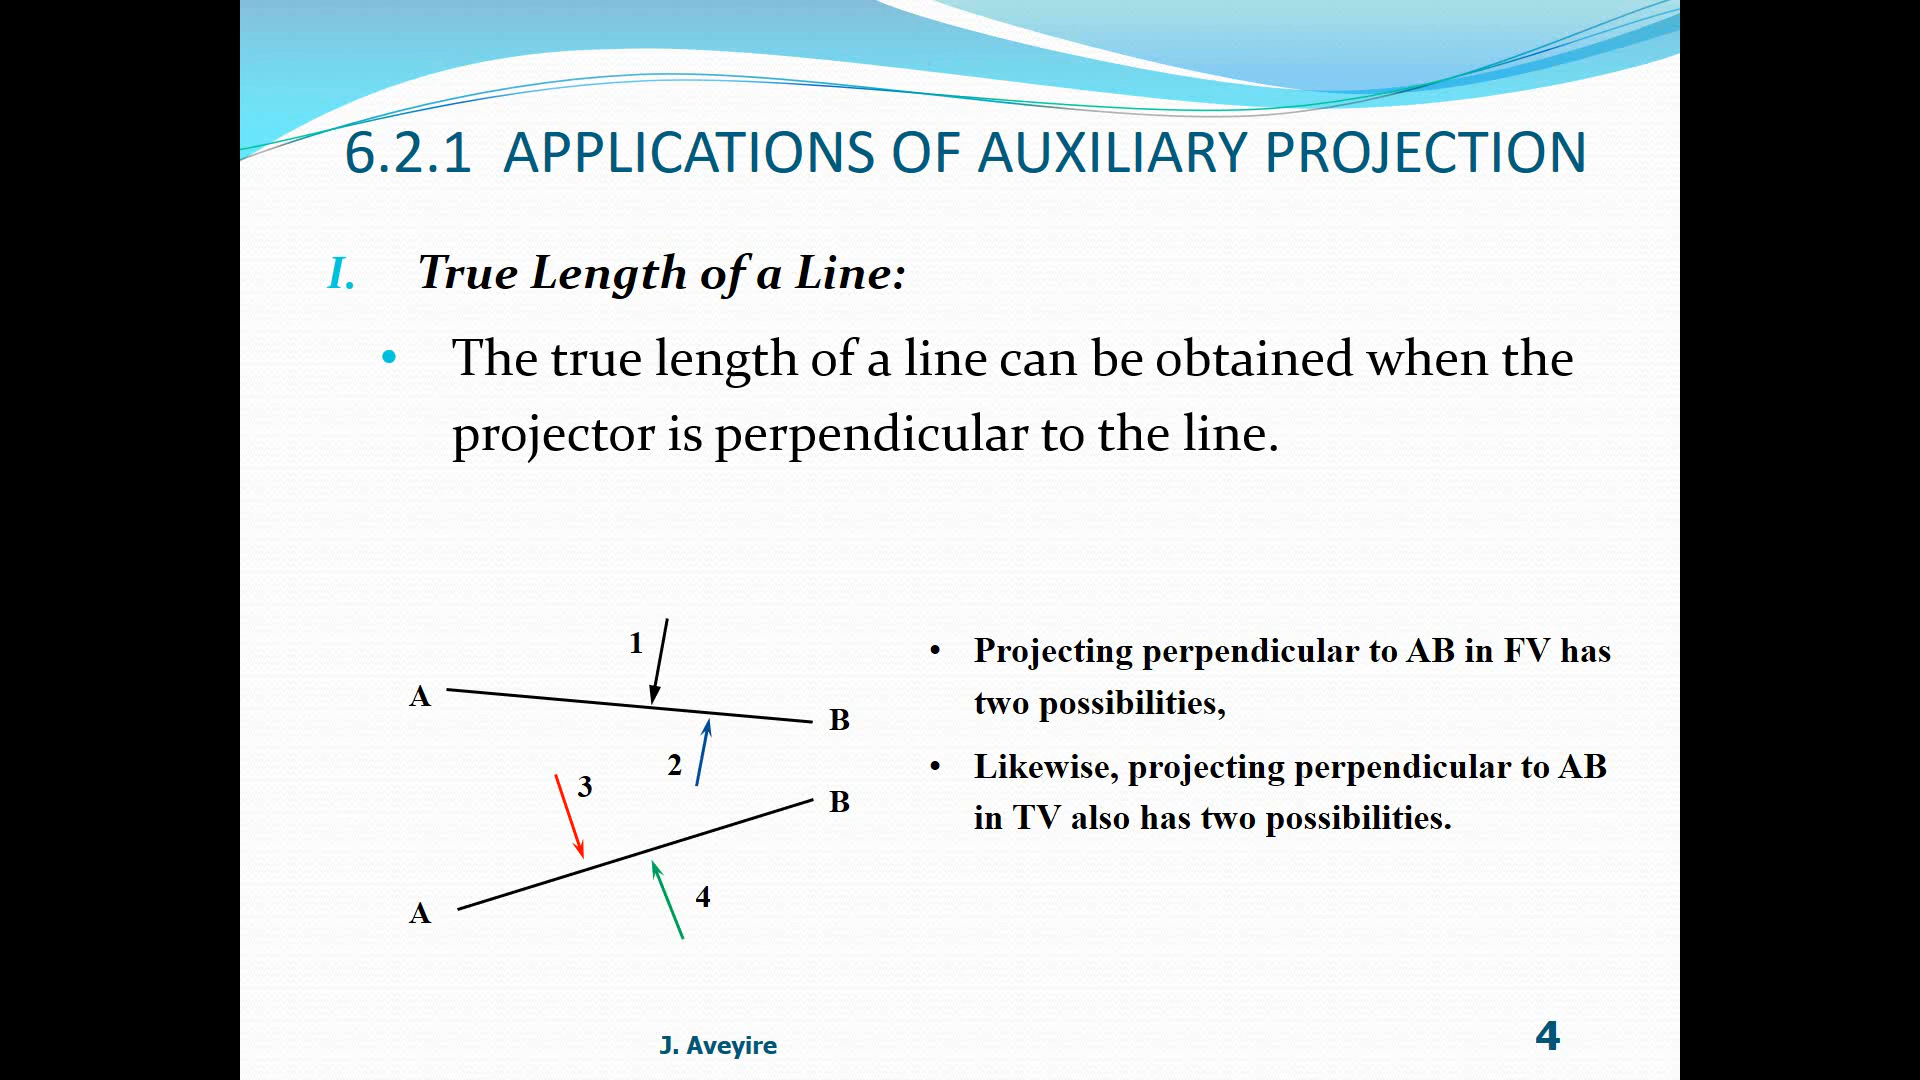 6.2.1 APPLICATIONS OF AUXILIARY PROJECTION
I. True Length of a Line:
• The true length of a line can be obtained when the
projector is perpendicular to the line.
1
A
B
2
3
B
A
4
• Projecting perpendicular to AB in FV has
two possibilities,
• Likewise, projecting perpendicular to AB
in TV also has two possibilities.
J. Aveyire
4